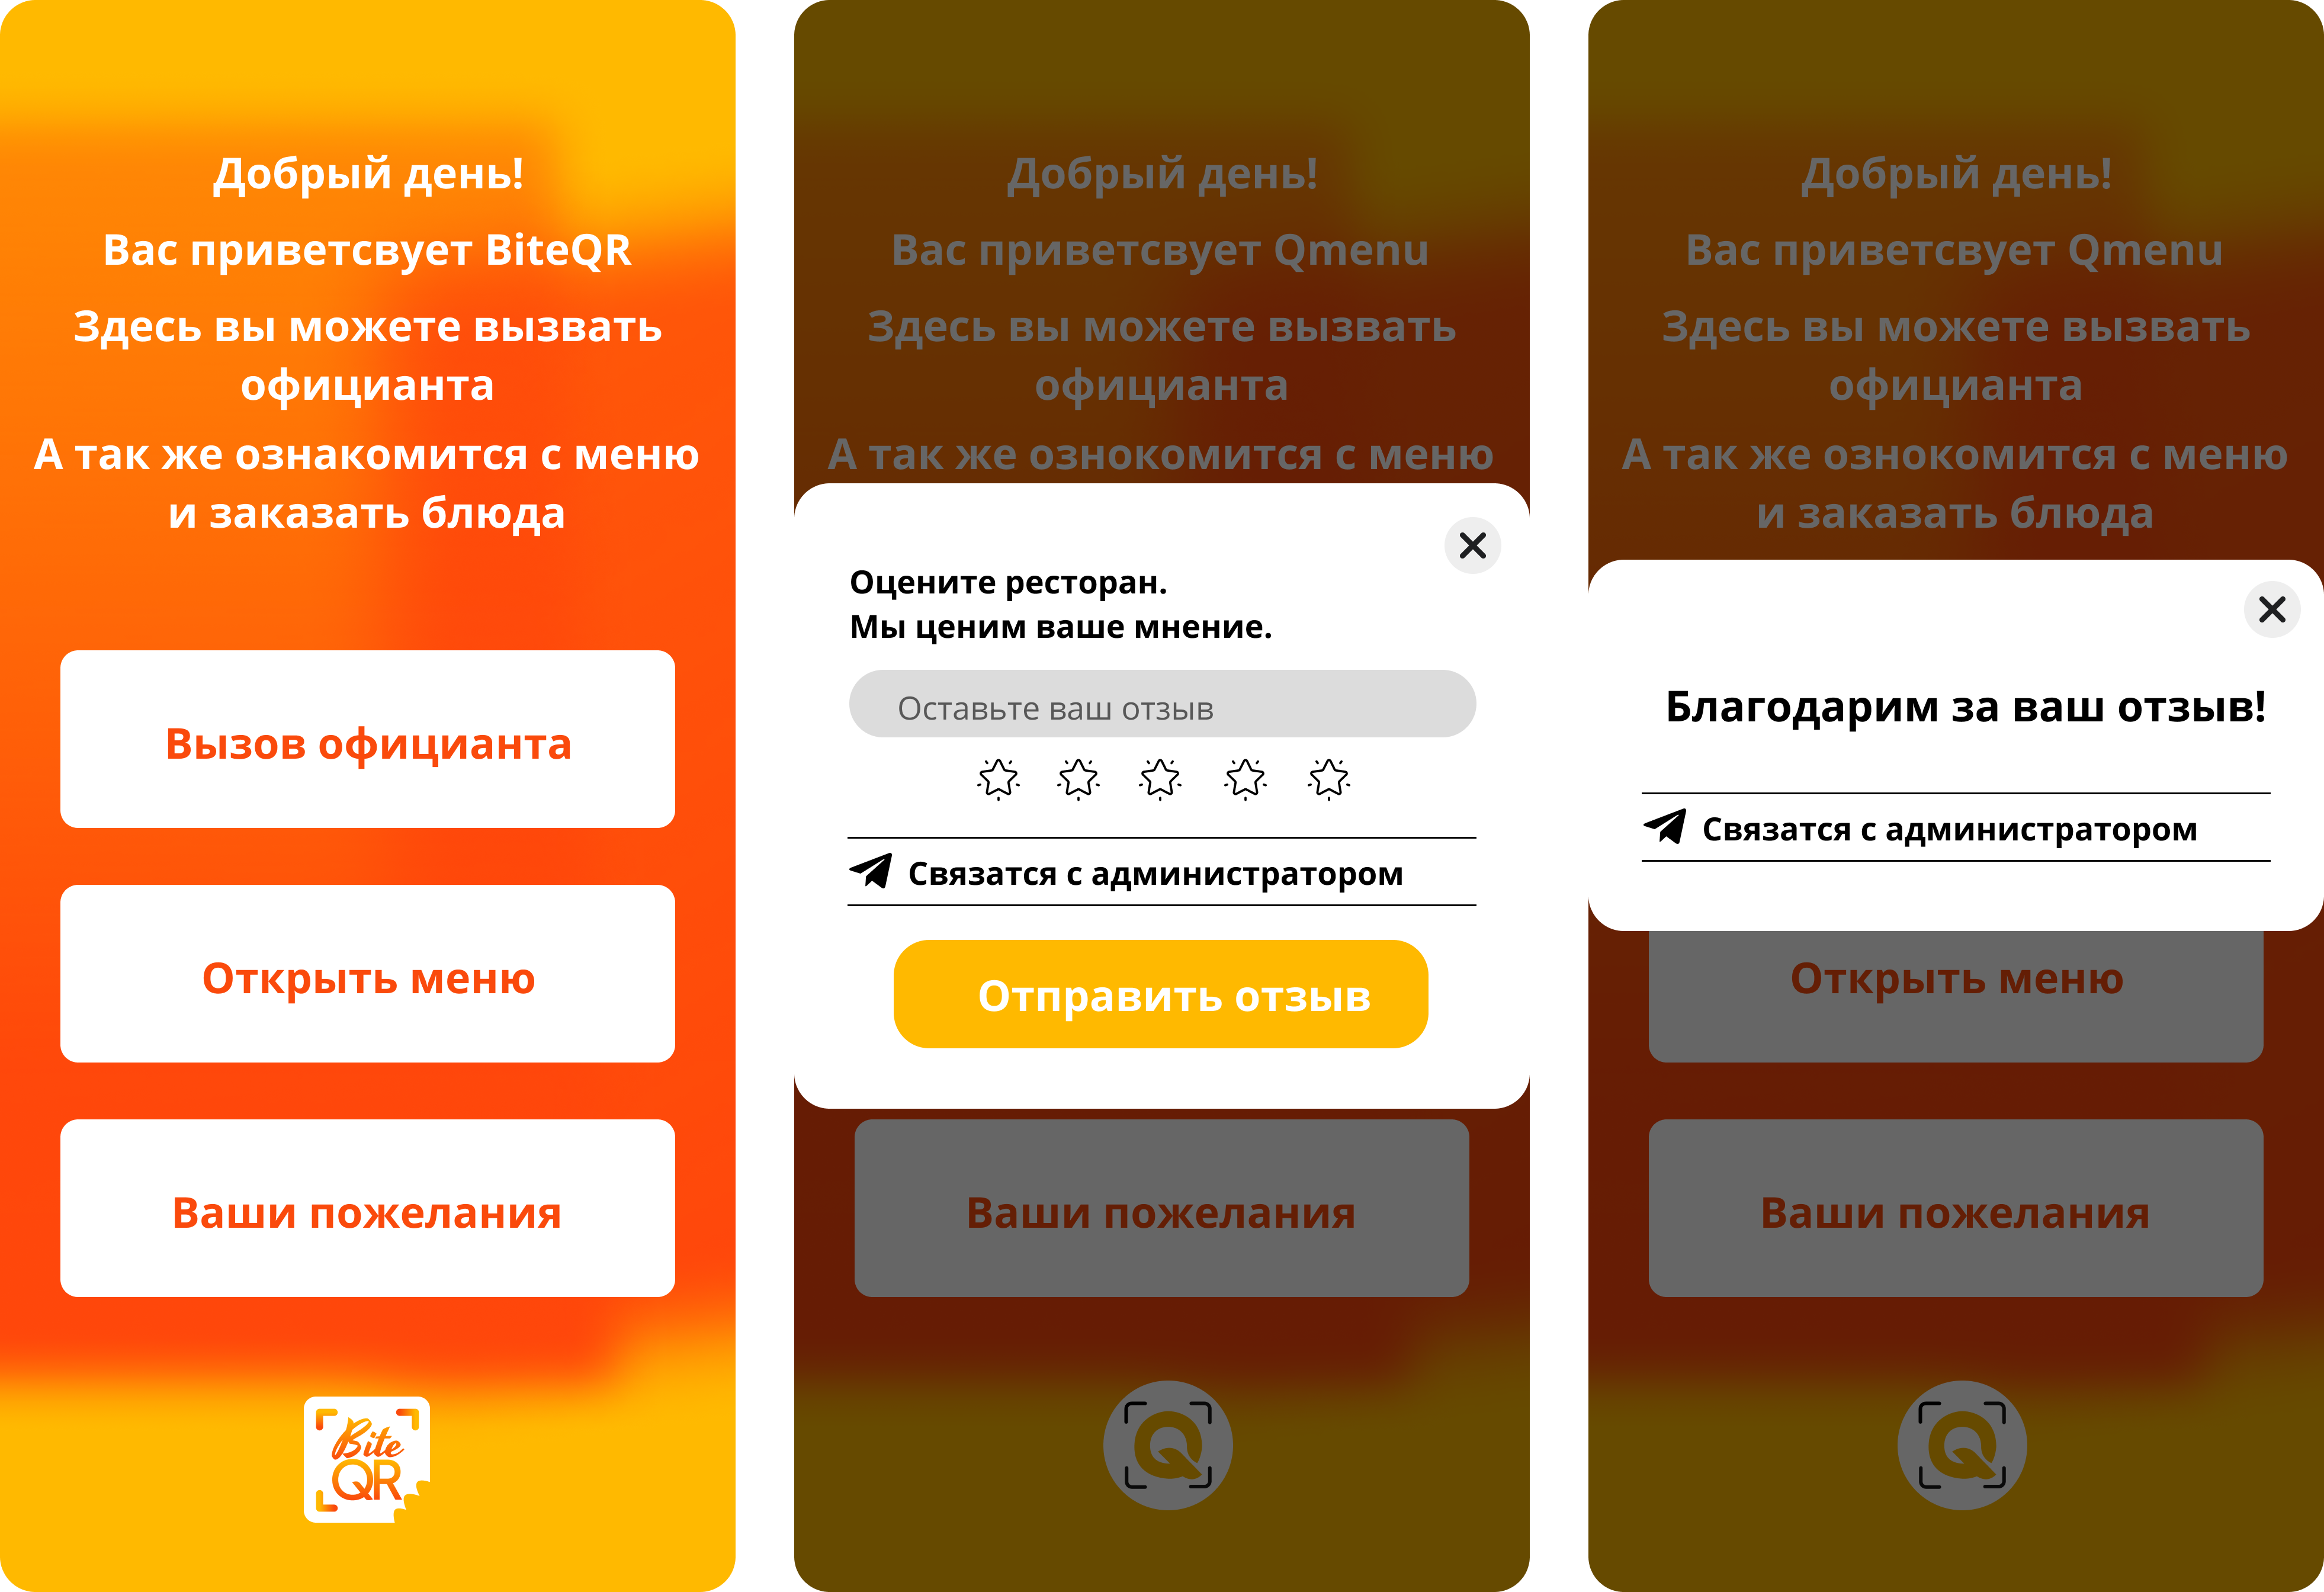 Добрый день!
Вас приветсвует BiteQR
Здесь вы можете вызвать
официанта
А так же ознакомится с меню
и заказать блюда
Вызов официанта
Открыть меню
Ваши пожелания
Bite
QR
Добрый день!
Вас приветсвует Qmenu
Здесь вы можете вызвать
официанта
А так же ознокомится с меню
Оцените ресторан.
Мы ценим ваше мнение.
Оставьте ваш отзыв
Связатся с администратором
Отправить отзыв
Ваши пожелания
Q
Добрый день!
Вас приветсвует Qmenu
Здесь вы можете вызвать
официанта
А так же ознокомится с меню
и заказать блюда
Благодарим за ваш отзыв!
Связатся с администратором
Открыть меню
Ваши пожелания
Q